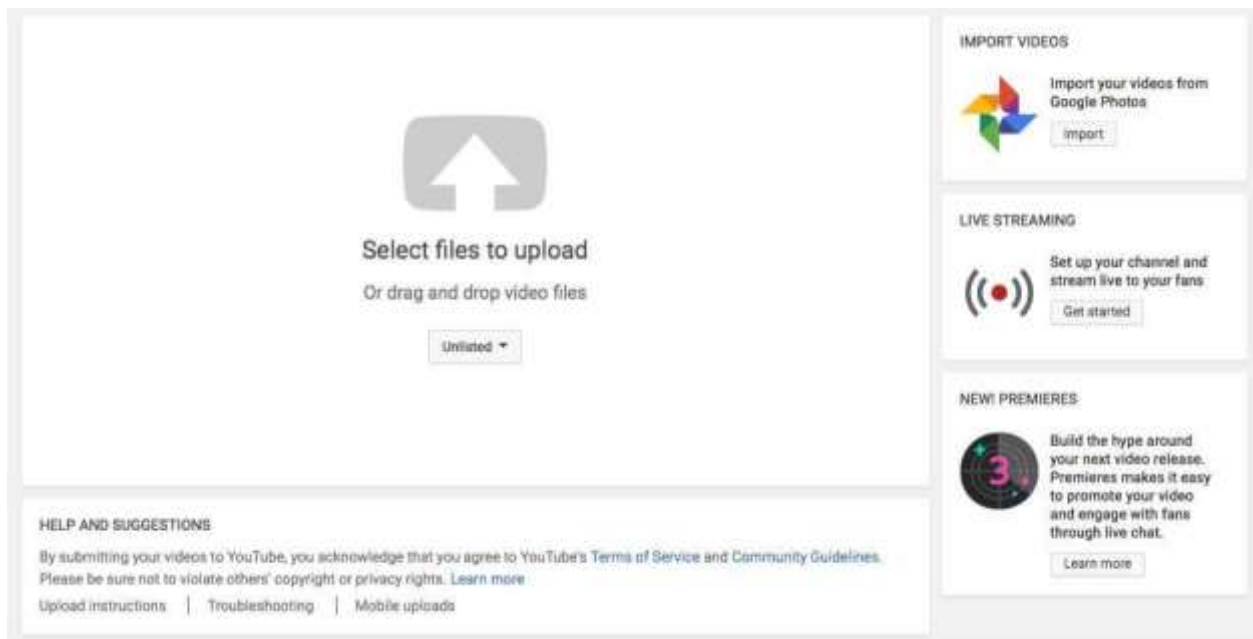 Select files to upload
Or drag and drop video files
Unlisted
HELP AND SUGGESTIONS
By submitting your videos to YouTube, you acknowledge that you agree to YouTube's Terms of Service and Community Guidelines.
Please be sure not to violate others' copyright or privacy rights. Learn more
Upload instructions | Troubleshooting | Mobile uploads
IMPORT VIDEOS
Import your videos from
Google Photos
Import
LIVE STREAMING
Set up your channel and
stream live to your fans
Get started
NEW! PREMIERES
3
Build the hype around
your next video release.
Premieres makes it easy
to promote your video
and engage with fans
through live chat.
Learn more